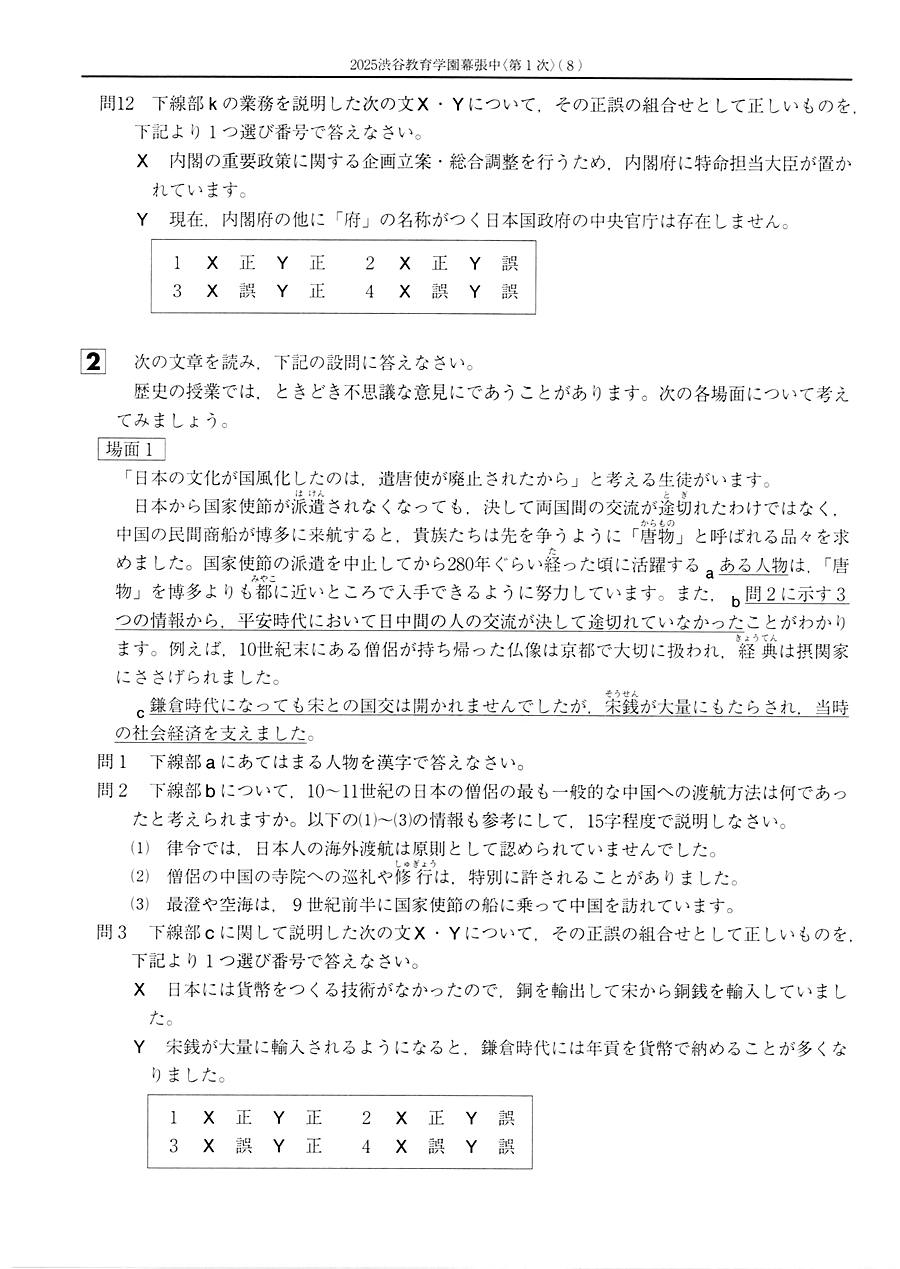 2025渋谷教育学園幕張中〈第1次〉(8)
問12 下線部kの業務を説明した次の文X・Yについて，その正誤の組合せとして正しいものを，
下記より1つ選び番号で答えなさい。
X 内閣の重要政策に関する企画立案・総合調整を行うため，内閣府に特命担当大臣が置か
れています。
Y 現在，内閣府の他に「府」の名称がつく日本国政府の中央官庁は存在しません。
1 X 正 Y 正 2 X 正 Y 誤
3 X 誤 Y 正 4 X 誤 Y 誤
2 次の文章を読み，下記の設問に答えなさい。
歴史の授業では，ときどき不思議な意見にであうことがあります。次の各場面について考え
てみましょう。
場面1
「日本の文化が国風化したのは，遣唐使が廃止されたから」と考える生徒がいます。
はけん とぎ
日本から国家使節が派遣されなくなっても，決して両国間の交流が途切れたわけではなく，
からもの
中国の民間商船が博多に来航すると，貴族たちは先を争うように「唐物」と呼ばれる品々を求
た
めました。国家使節の派遣を中止してから280年ぐらい経った頃に活躍するaある人物は，「唐
みやこ
物」を博多よりも都に近いところで入手できるように努力しています。また，b問2に示す3
つの情報から，平安時代において日中間の人の交流が決して途切れていなかったことがわかり
きょうてん
ます。例えば，10世紀末にある僧侶が持ち帰った仏像は京都で大切に扱われ，経典は摂関家
にささげられました。
そうせん
c鎌倉時代になっても宋との国交は開かれませんでしたが，宋銭が大量にもたらされ，当時
の社会経済を支えました。
問1 下線部aにあてはまる人物を漢字で答えなさい。
問2 下線部bについて，10～11世紀の日本の僧侶の最も一般的な中国への渡航方法は何であっ
たと考えられますか。以下の(1)～(3)の情報も参考にして，15字程度で説明しなさい。
(1) 律令では，日本人の海外渡航は原則として認められていませんでした。
しゅぎょう
(2) 僧侶の中国の寺院への巡礼や修行は，特別に許されることがありました。
(3) 最澄や空海は，9世紀前半に国家使節の船に乗って中国を訪れています。
問3 下線部cに関して説明した次の文X・Yについて，その正誤の組合せとして正しいものを，
下記より1つ選び番号で答えなさい。
X 日本には貨幣をつくる技術がなかったので，銅を輸出して宋から銅銭を輸入していまし
た。
Y 宋銭が大量に輸入されるようになると，鎌倉時代には年貢を貨幣で納めることが多くな
りました。
1 X 正 Y 正 2 X 正 Y 誤
3 X 誤 Y 正 4 X 誤 Y 誤